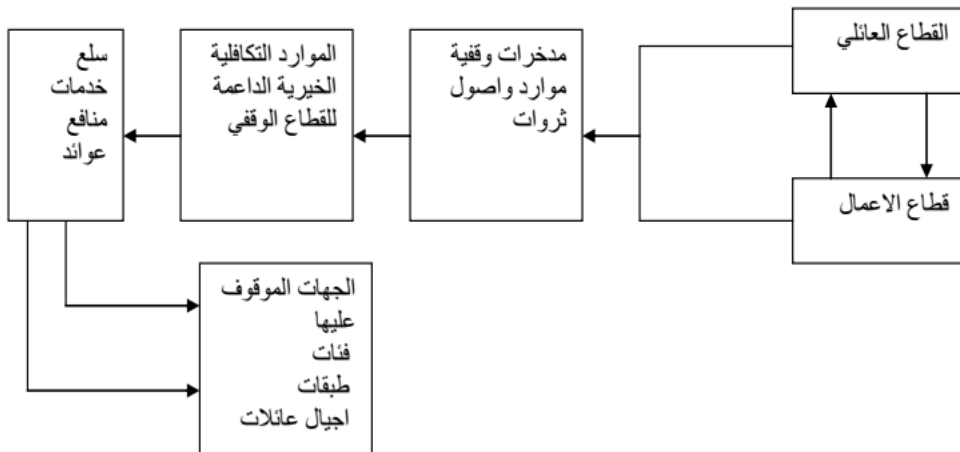 القطاع العائلي
قطاع الاعمال
مدخرات وقفية
موارد واصول
ثروات
الموارد التكافلية
الخيرية الداعمة
للقطاع الوقفي
سلع
خدمات
منافع
عوائد
الجهات الموقوف
عليها
فئات
طبقات
اجيال عائلات